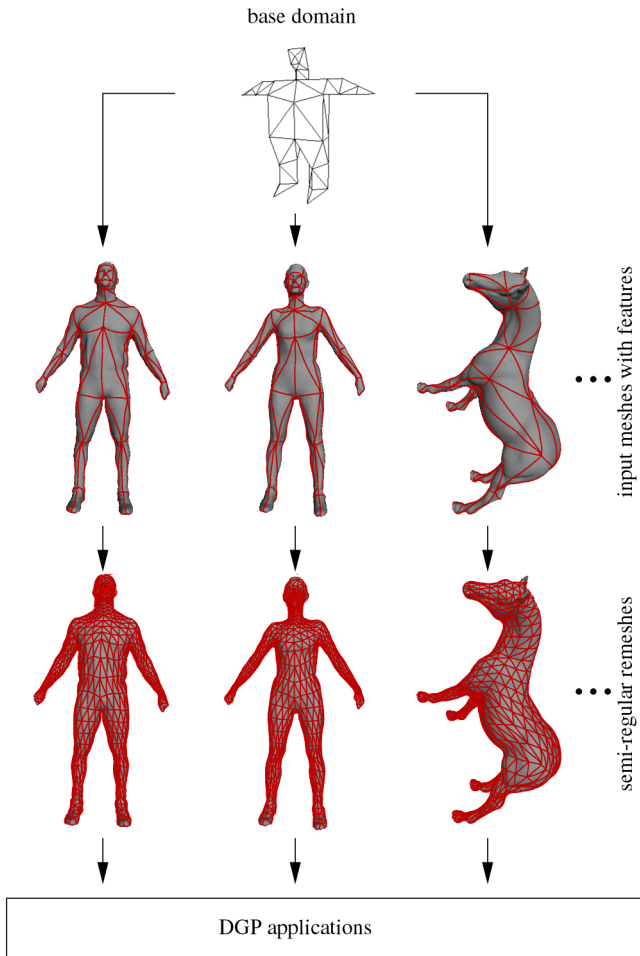 base domain
input meshes with features
semi-regular remeshes
DGP applications